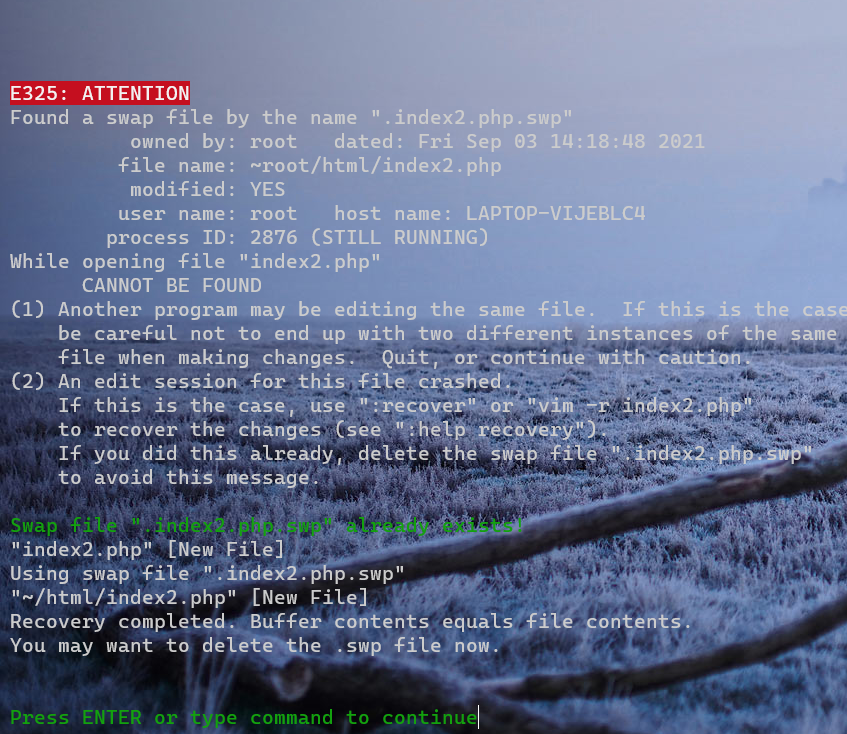 E325: ATTENTION
Found a swap file by the name ".index2.php.swp"
owned by: root   dated: Fri Sep 03 14:18:48 2021
file name: ~root/html/index2.php
modified: YES
user name: root   host name: LAPTOP-VIJEBLC4
process ID: 2876 (STILL RUNNING)
While opening file "index2.php"
CANNOT BE FOUND
(1) Another program may be editing the same file.  If this is the case
be careful not to end up with two different instances of the same
file when making changes.  Quit, or continue with caution.
(2) An edit session for this file crashed.
If this is the case, use ":recover" or "vim -r index2.php"
to recover the changes (see ":help recovery").
If you did this already, delete the swap file ".index2.php.swp"
to avoid this message.
Swap file ".index2.php.swp" already exists!
"index2.php" [New File]
Using swap file ".index2.php.swp"
"~/html/index2.php" [New File]
Recovery completed. Buffer contents equals file contents.
You may want to delete the .swp file now.
Press ENTER or type command to continue